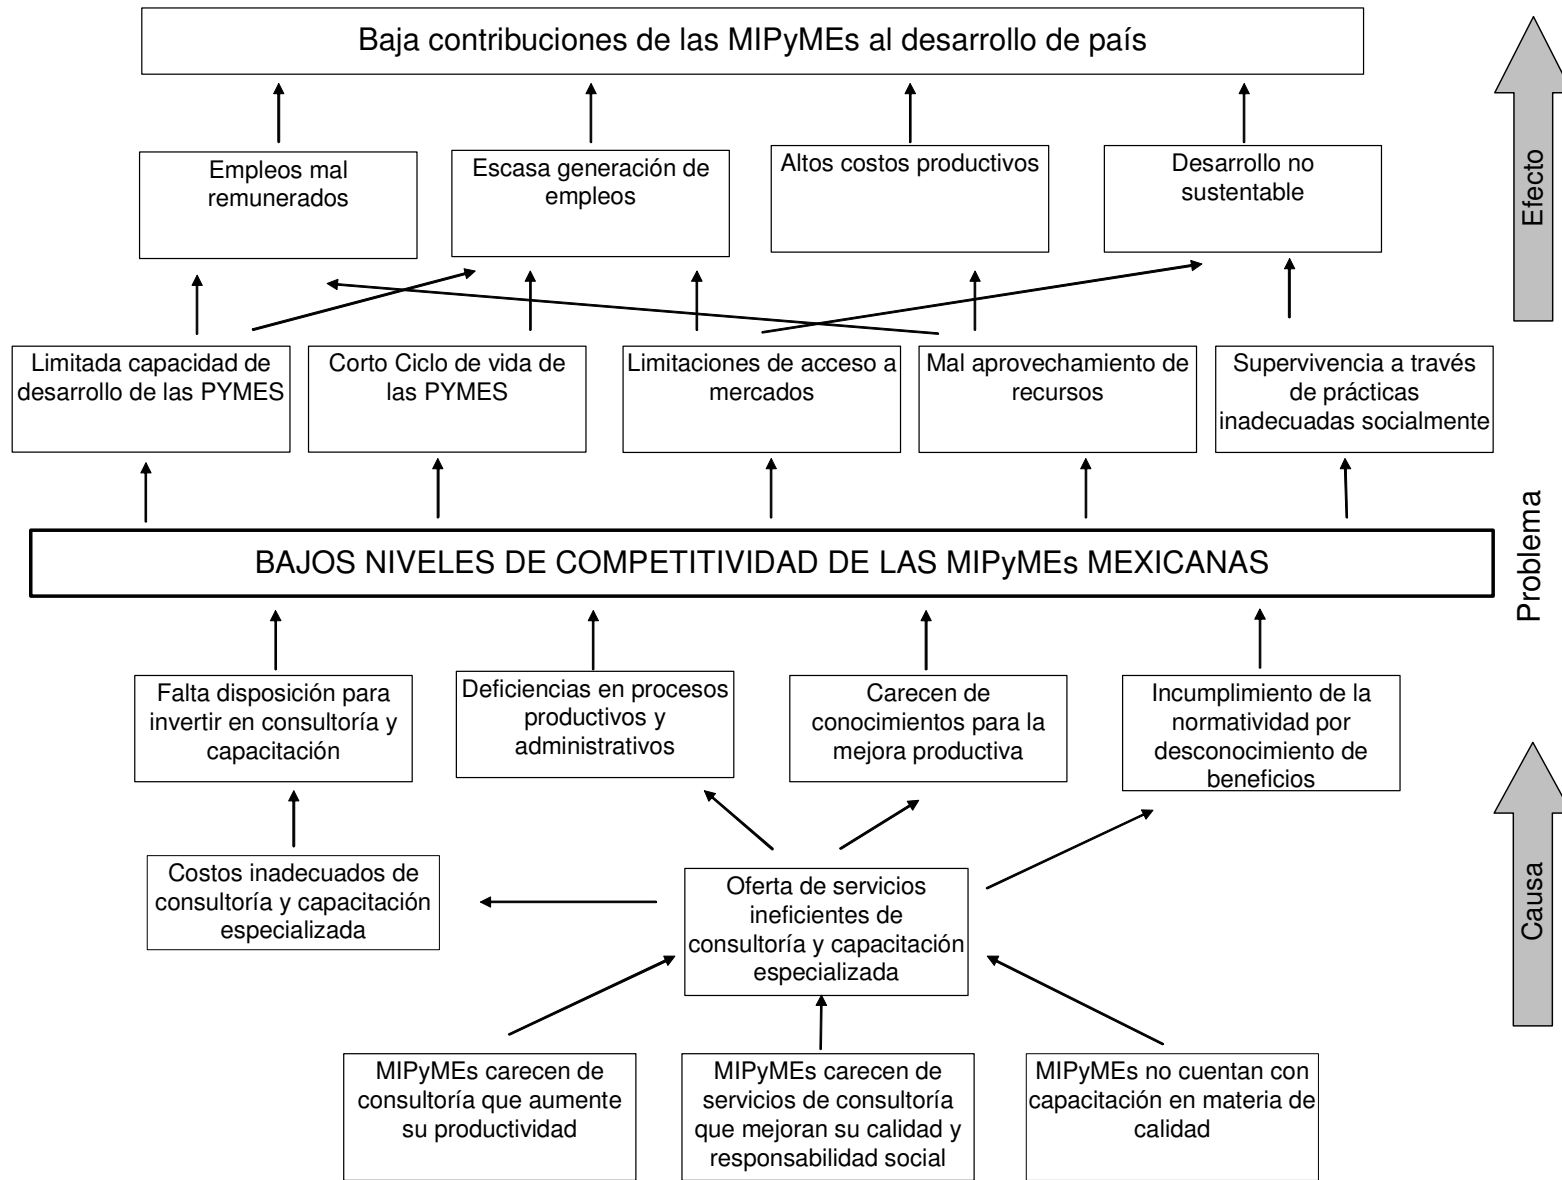 Baja contribuciones de las MIPyMEs al desarrollo de país
Empleos mal
remunerados
Escasa generación de
empleos
Altos costos productivos
Desarrollo no
sustentable
Efecto
Limitada capacidad de
desarrollo de las PYMES
Corto Ciclo de vida de
las PYMES
Limitaciones de acceso a
mercados
Mal aprovechamiento de
recursos
Supervivencia a través
de prácticas
inadecuadas socialmente
BAJOS NIVELES DE COMPETITIVIDAD DE LAS MIPyMEs MEXICANAS
Problema
Falta disposición para
invertir en consultoría y
capacitación
Deficiencias en procesos
productivos y
administrativos
Carecen de
conocimientos para la
mejora productiva
Incumplimiento de la
normatividad por
desconocimiento de
beneficios
Costos inadecuados de
consultoría y capacitación
especializada
Oferta de servicios
ineficientes de
consultoría y capacitación
especializada
Causa
MIPyMEs carecen de
consultoría que aumente
su productividad
MIPyMEs carecen de
servicios de consultoría
que mejoran su calidad y
responsabilidad social
MIPyMEs no cuentan con
capacitación en materia de
calidad